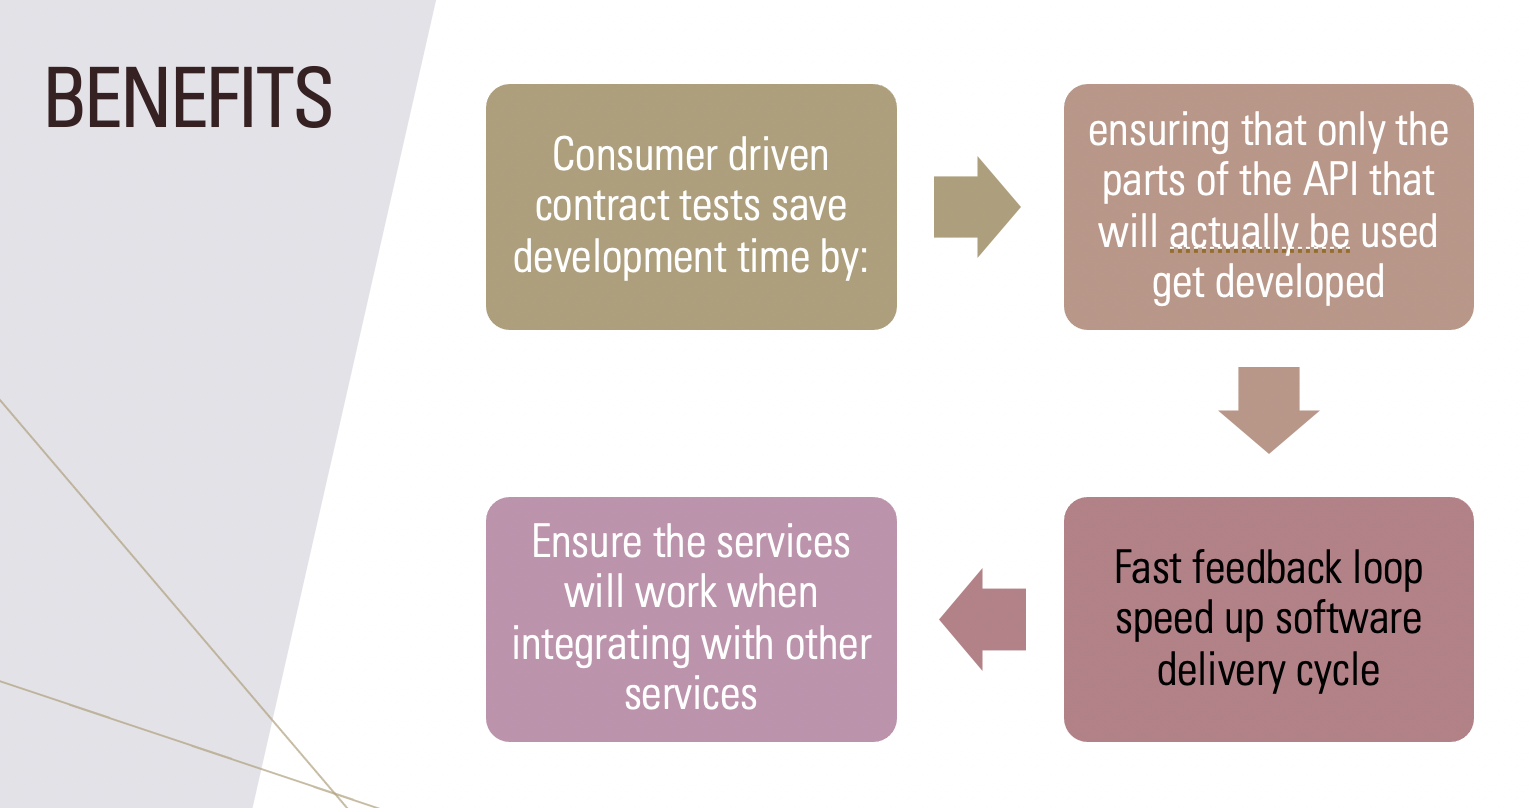 BENEFITS
Consumer driven
contract tests save
development time by:
ensuring that only the
parts of the API that
will actually be used
get developed
Fast feedback loop
speed up software
delivery cycle
Ensure the services
will work when
integrating with other
services